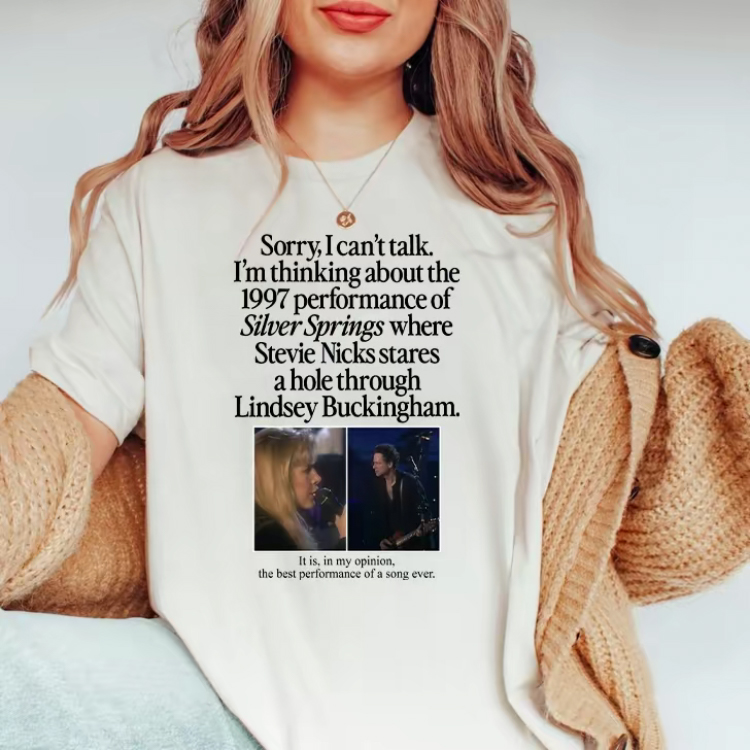 Sorry, I can't talk.
I'm thinking about the
1997 performance of
Silver Springs where
Stevie Nicks stares
a hole through
Lindsey Buckingham.
It is, in my opinion,
the best performance of a song ever.